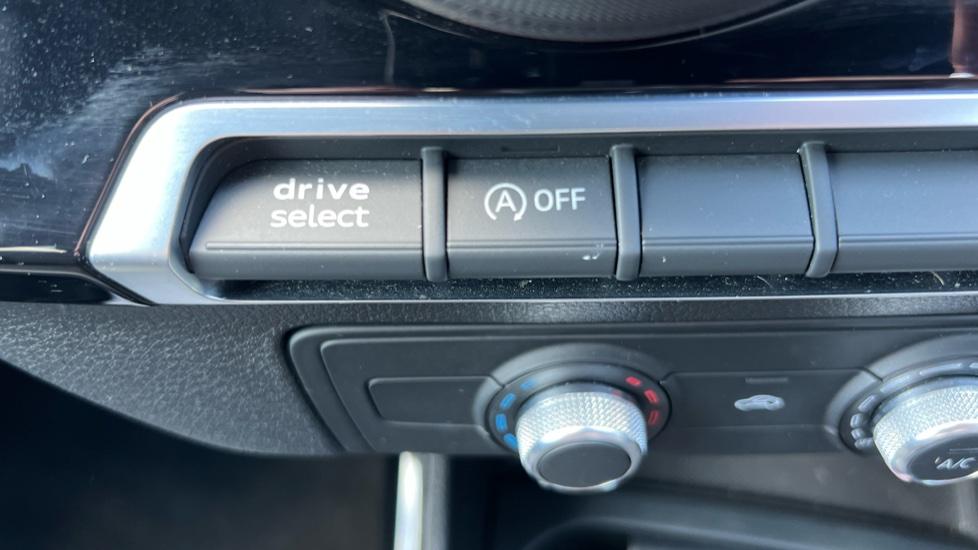 drive
select
A OFF
A/C